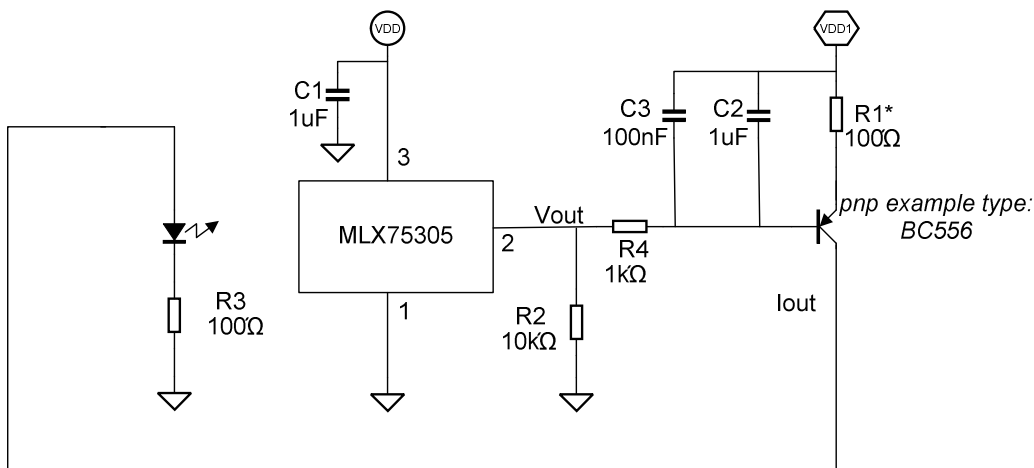 VDD
VDD1
C1
1uF
3
C3
100nF
C2
1uF
R1*
100Ω
pnp example type:
BC556
MLX75305
Vout
2
R4
1kΩ
1
R3
100Ω
R2
10kΩ
Iout